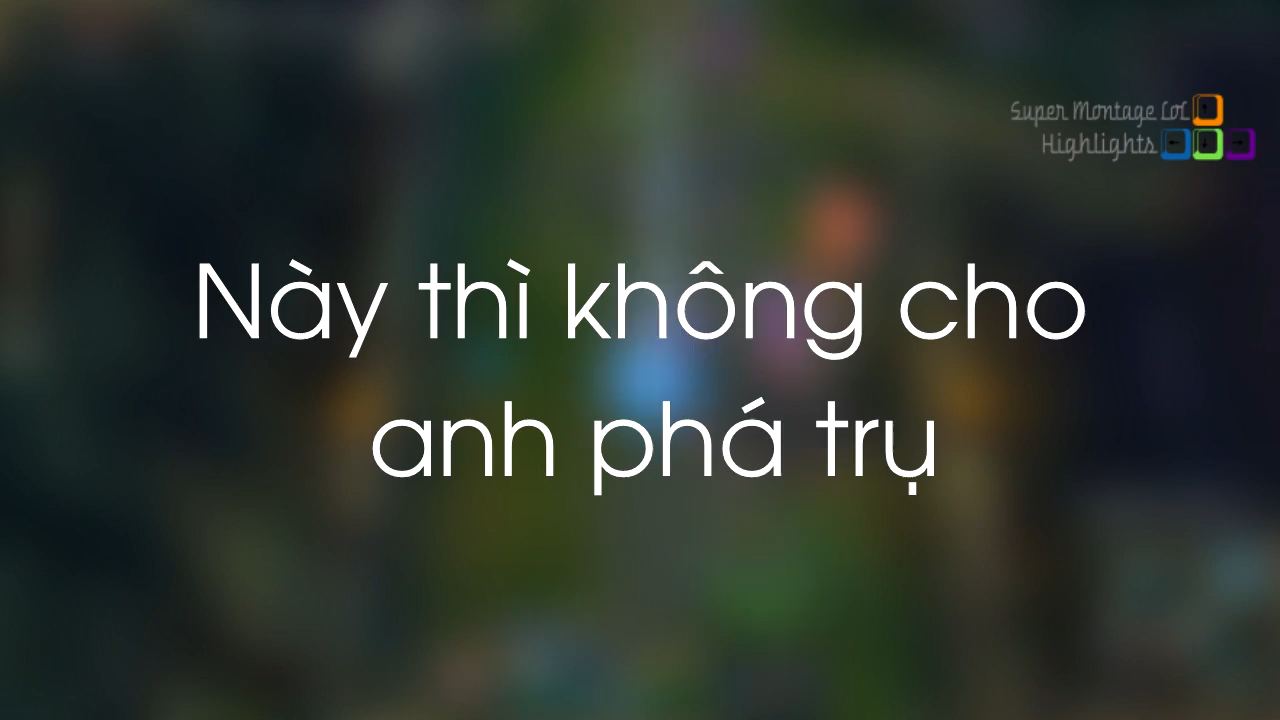 Super Montage LoL
Highlights
Này thì không cho
anh phá trụ